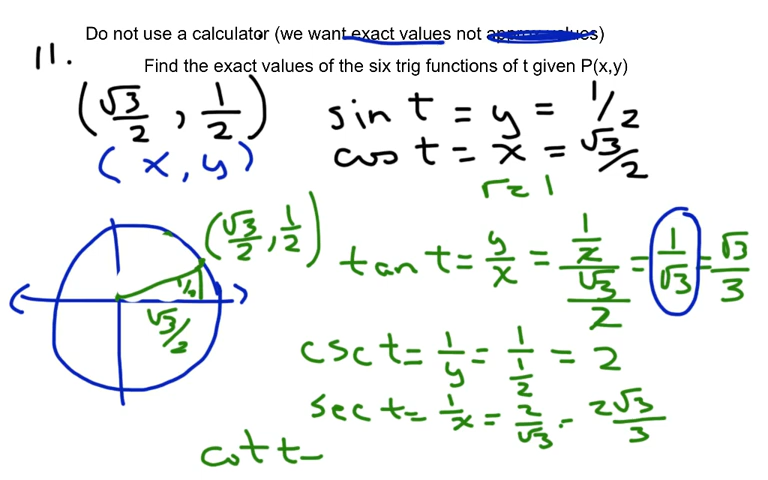 Do not use a calculator (we want exact values not approx values)
11.
Find the exact values of the six trig functions of t given P(x,y)
(√3/2, 1/2)
(x, y)
sin t = y = 1/2
cos t = x = √3/2
r = 1
(√3/2, 1/2)
1/2
√3/2
tan t = y/x = (1/2)/(√3/2) = 1/√3 = √3/3
csc t = 1/y = 1/(1/2) = 2
sec t = 1/x = 2/√3 = 2√3/3
cot t =